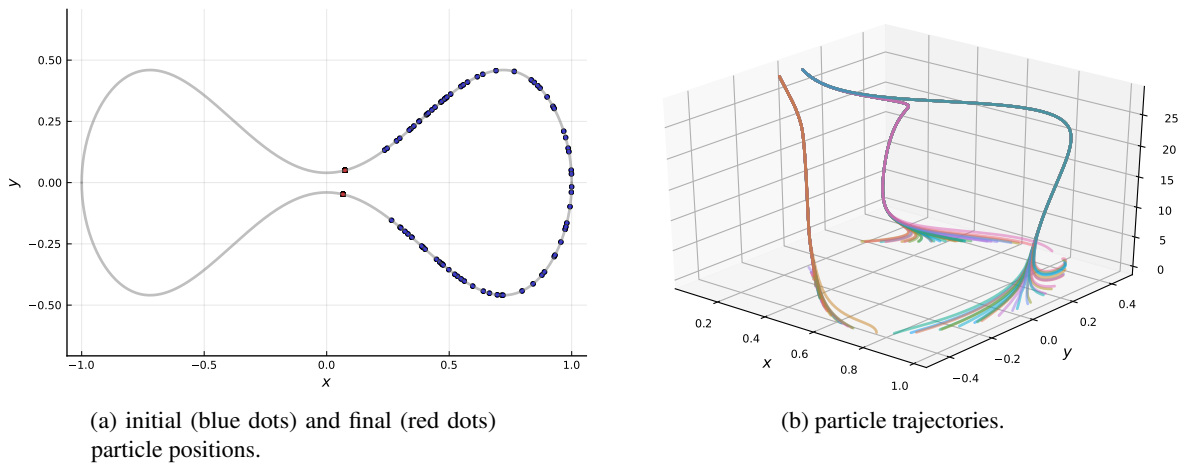 0.50
0.25
0.00
−0.25
−0.50
y
−1.0 −0.5 0.0 0.5 1.0
x
25
20
15
10
5
0
0.2 0.4 0.6 0.8 1.0
x
−0.4 −0.2 0.0 0.2 0.4
y
(a) initial (blue dots) and final (red dots)
particle positions.
(b) particle trajectories.